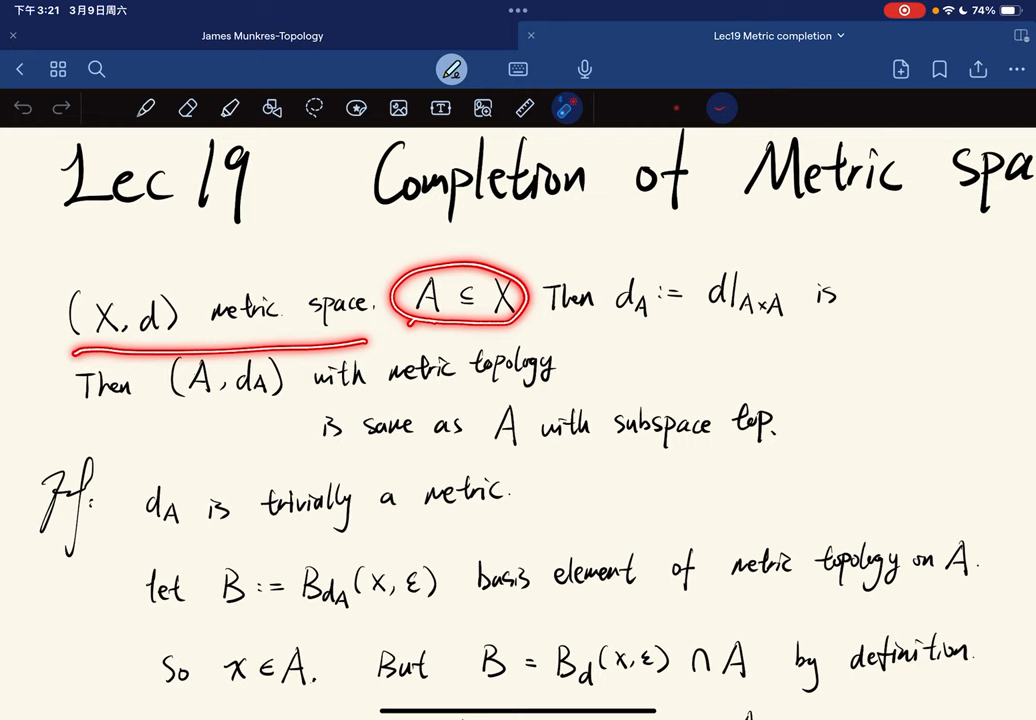 下午3:21 3月9日周六
74%
James Munkres-Topology
Lec19 Metric completion
Lec 19 Completion of Metric spa
(X, d) metric space. A ⊆ X Then d_A := d|_{A×A} is
Then (A, d_A) with metric topology
is same as A with subspace top.
Pf:
d_A is trivially a metric.
let B := B_{d_A}(x, ε) basis element of metric topology on A.
So x ∈ A. But B = B_d(x, ε) ∩ A by definition.